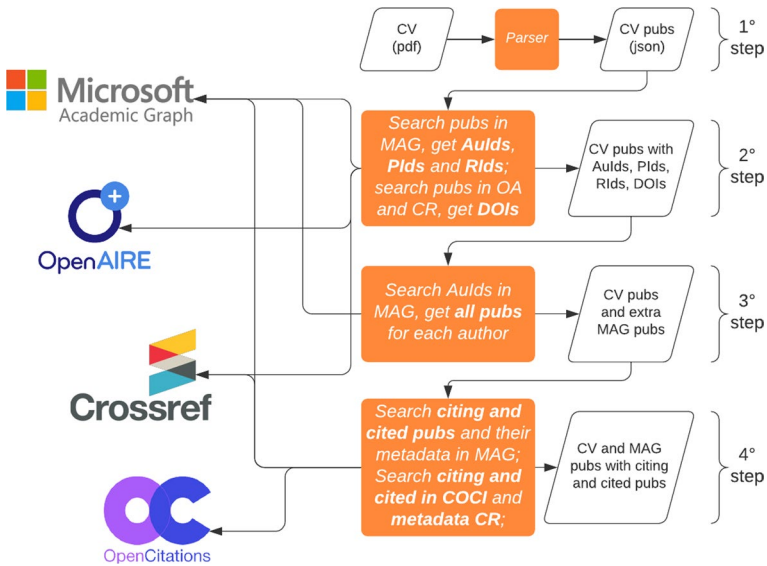 CV
(pdf)
Parser
CV pubs
(json)
1°
step
Microsoft
Academic Graph
Search pubs in
MAG, get AuIds,
PIds and RIds;
search pubs in OA
and CR, get DOIs
CV pubs with
AuIds, PIds,
RIds, DOIs
2°
step
OpenAIRE
Search AuIds in
MAG, get all pubs
for each author
CV pubs
and extra
MAG pubs
3°
step
Crossref
Search citing and
cited pubs and their
metadata in MAG;
Search citing and
cited in COCI and
metadata CR;
CV and MAG
pubs with citing
and cited pubs
4°
step
OpenCitations